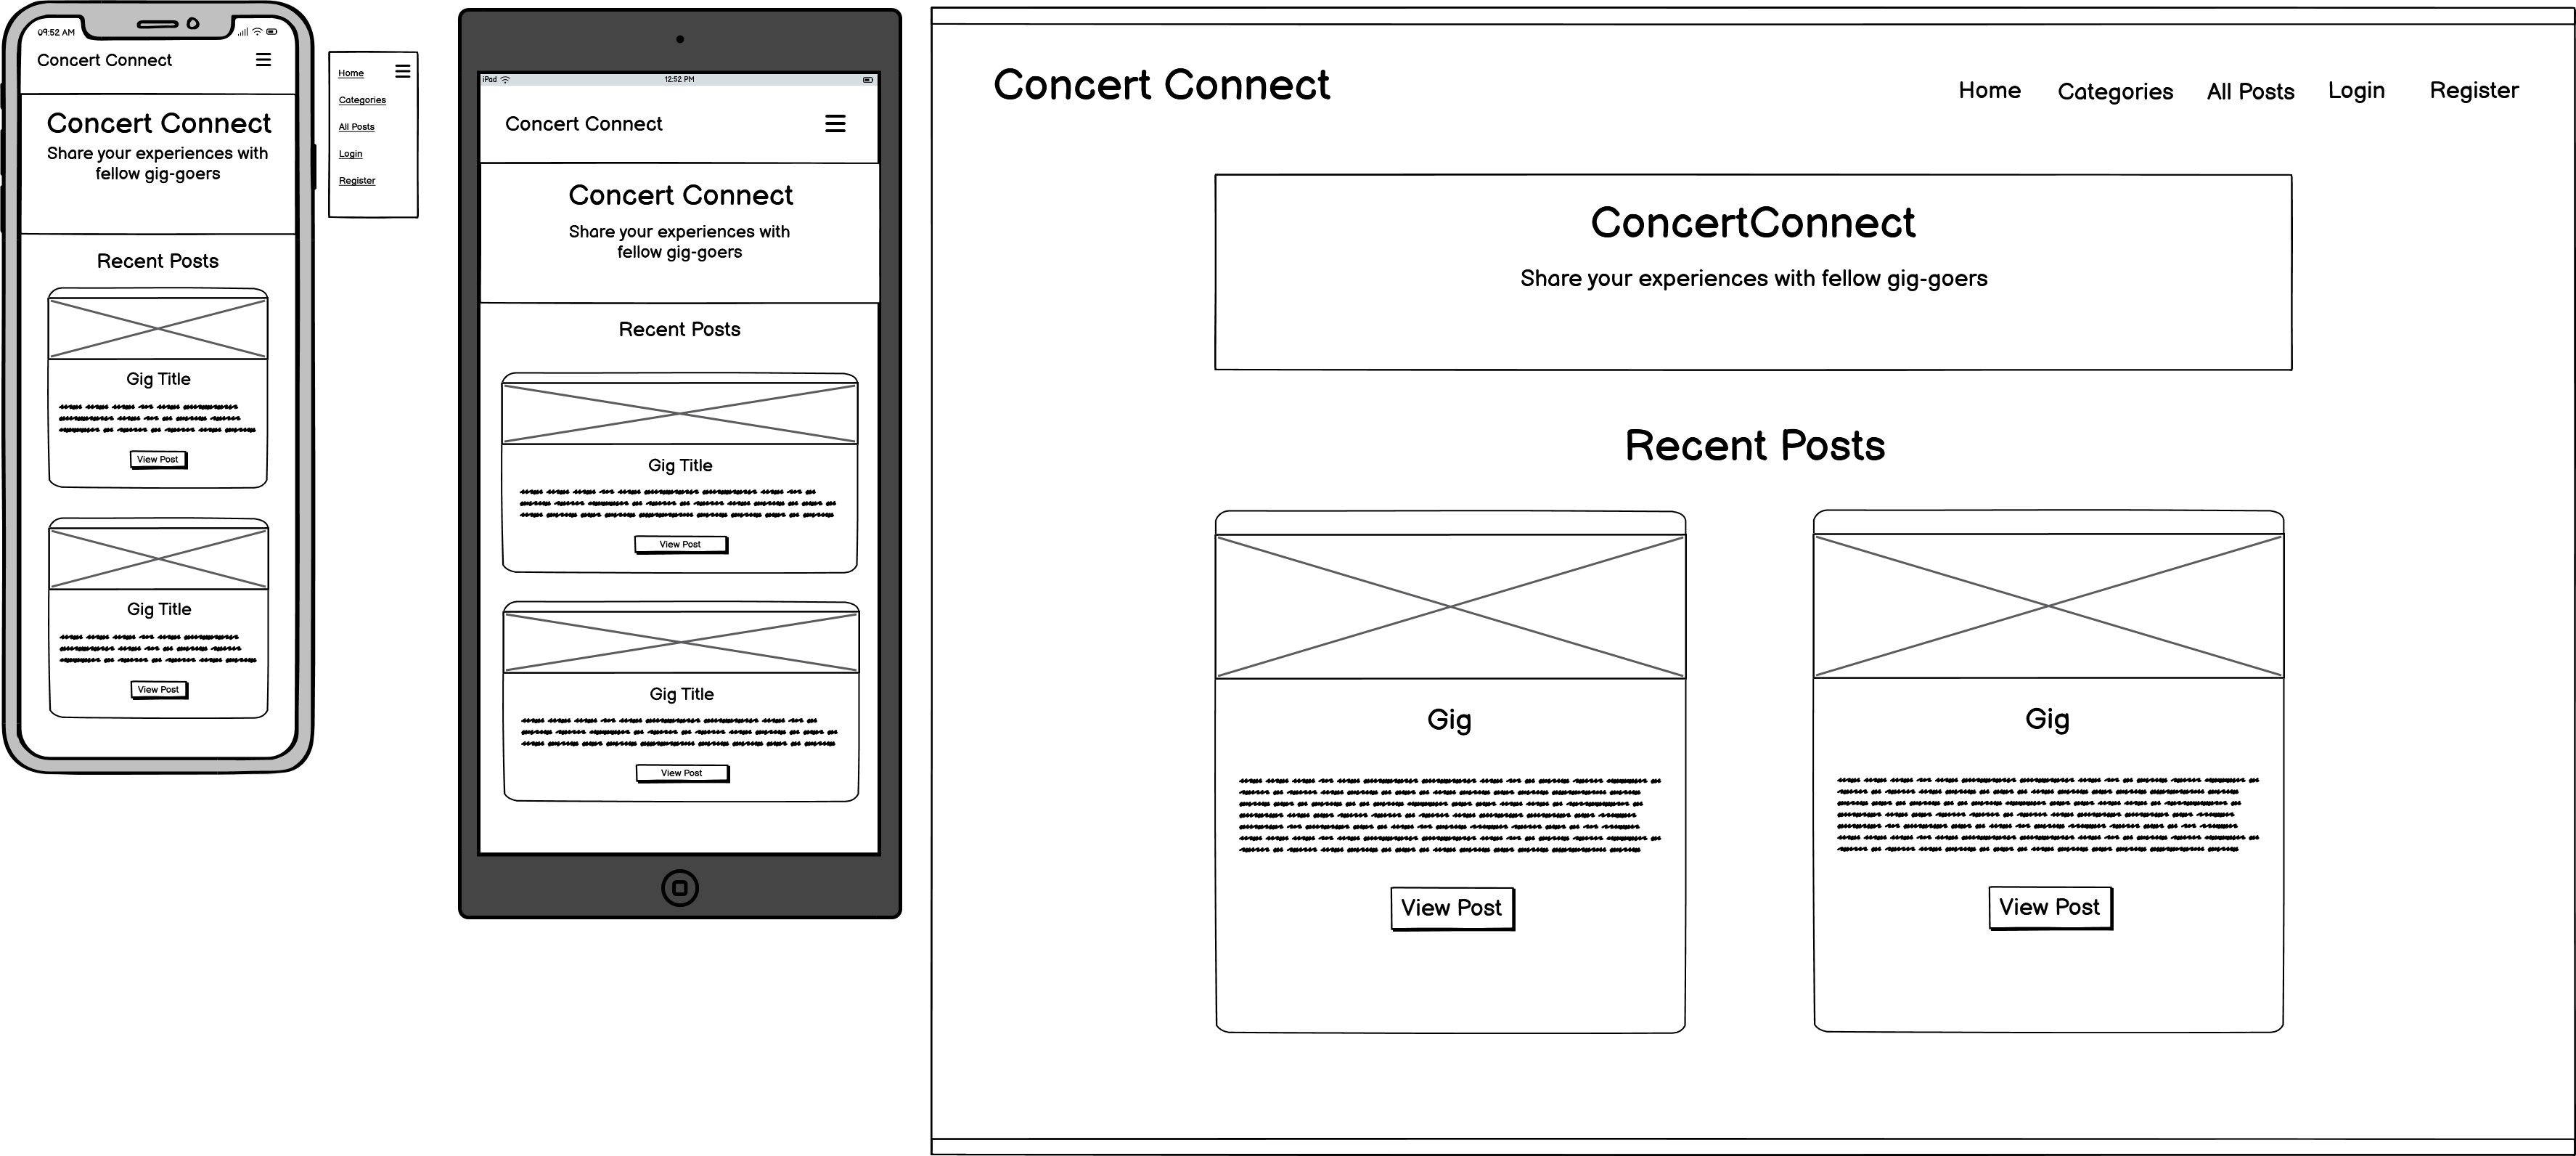 09:52 AM
Concert Connect
Concert Connect
Share your experiences with
fellow gig-goers
Recent Posts
Gig Title
View Post
Gig Title
View Post
Home
Categories
All Posts
Login
Register
iPad
12:52 PM
Concert Connect
Concert Connect
Share your experiences with
fellow gig-goers
Recent Posts
Gig Title
View Post
Gig Title
View Post
Concert Connect
Home Categories All Posts Login Register
ConcertConnect
Share your experiences with fellow gig-goers
Recent Posts
Gig
View Post
Gig
View Post